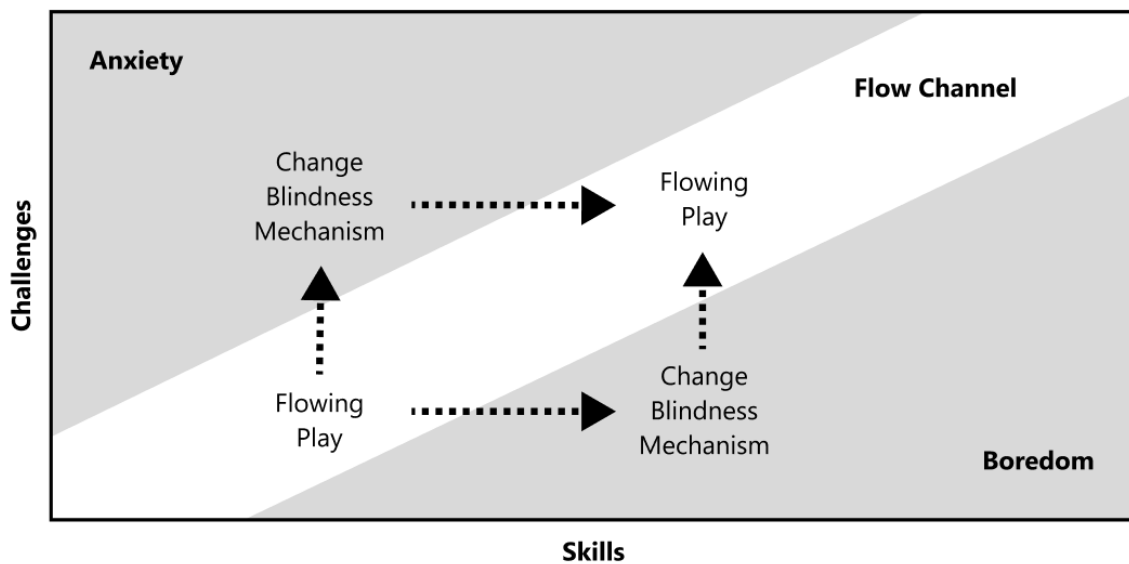 Anxiety
Flow Channel
Change
Blindness
Mechanism
Flowing
Play
Challenges
Flowing
Play
Change
Blindness
Mechanism
Boredom
Skills